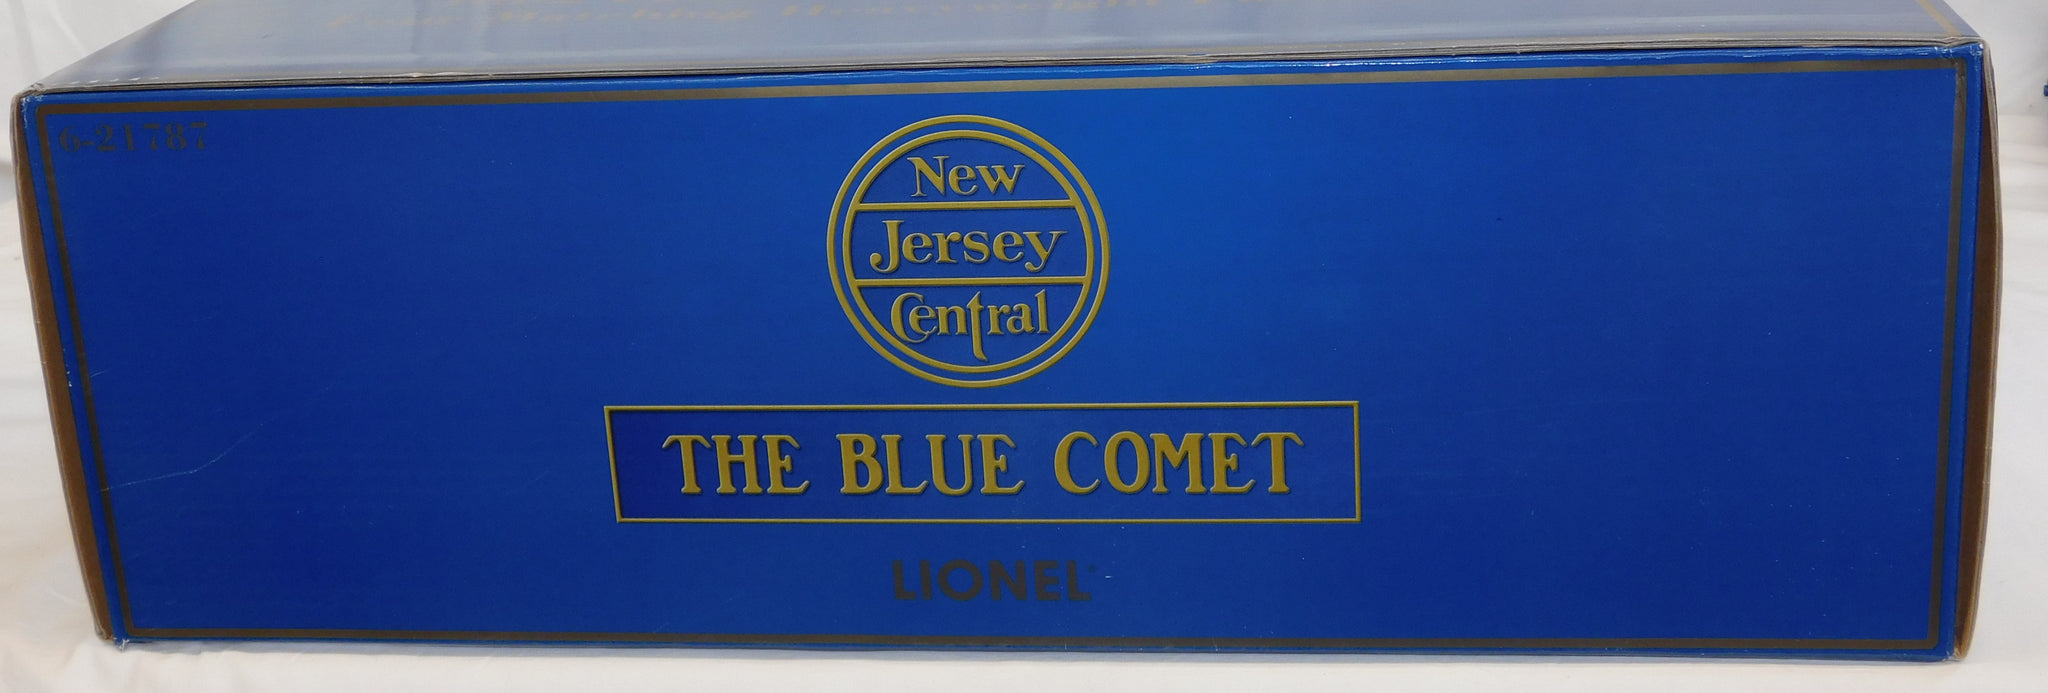 6-21787
New
Jersey
Central
THE BLUE COMET
LIONEL